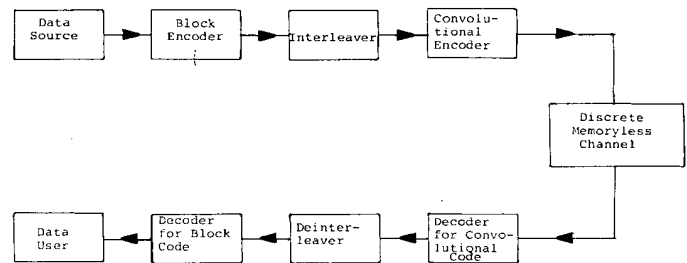 Data
Source
Block
Encoder
Interleaver
Convolu-
tional
Encoder
Discrete
Memoryless
Channel
Data
User
Decoder
for Block
Code
Deinter-
leaver
Decoder
for Convo-
lutional
Code